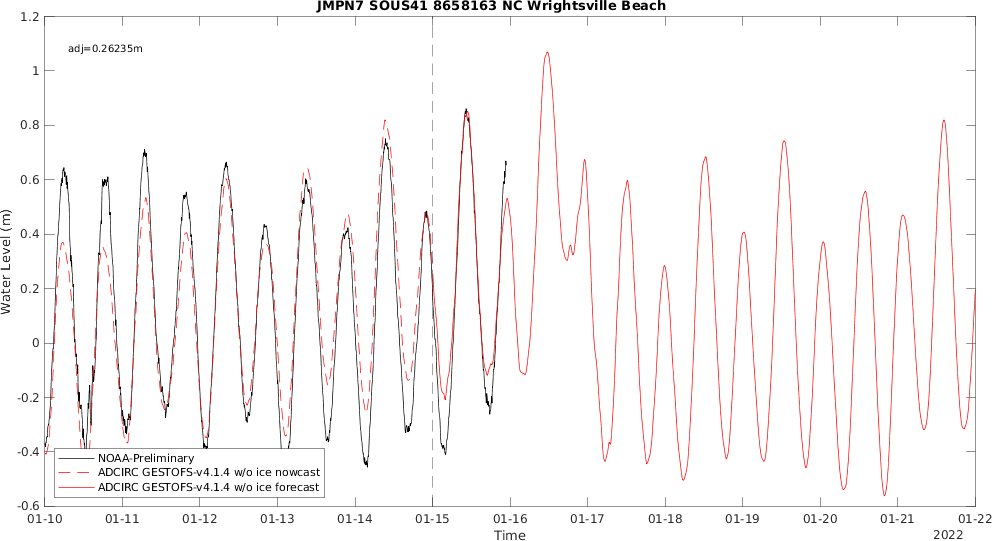 JMPN7 SOUS41 8658163 NC Wrightsville Beach
1.2
adj=0.26235m
1
0.8
0.6
0.4
0.2
0
-0.2
-0.4
-0.6
Water Level (m)
NOAA-Preliminary
ADCIRC GESTOFS-v4.1.4 w/o ice nowcast
ADCIRC GESTOFS-v4.1.4 w/o ice forecast
01-10 01-11 01-12 01-13 01-14 01-15 01-16 01-17 01-18 01-19 01-20 01-21 01-22
Time
2022